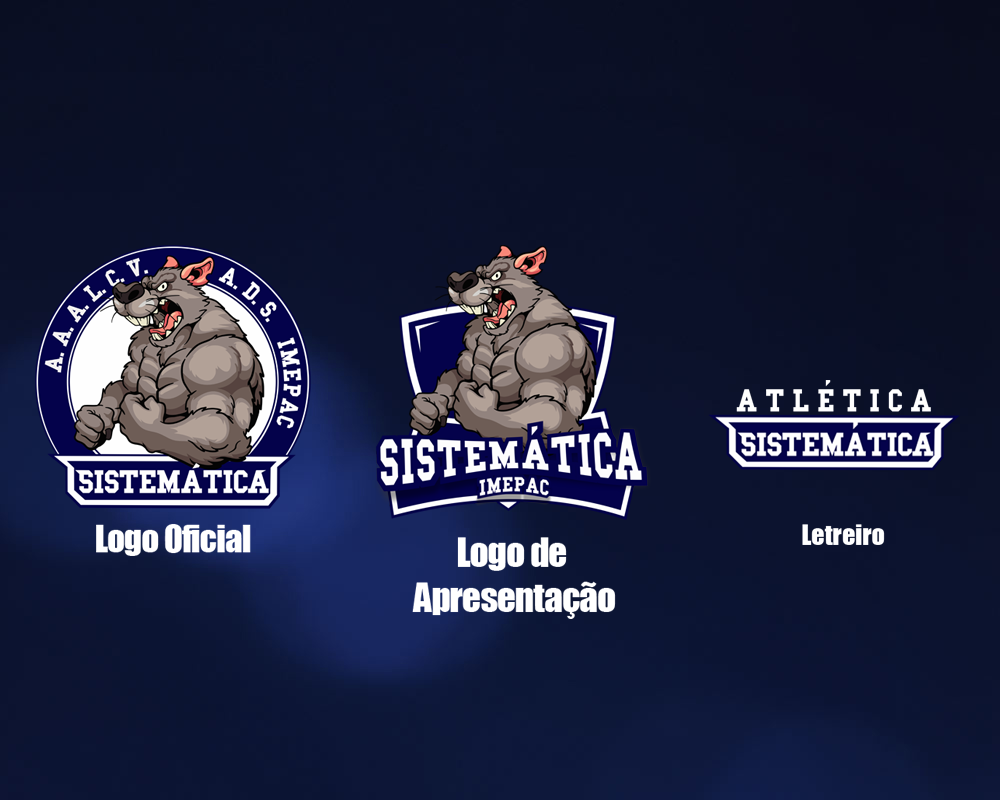 A. A. A. L. C. V. A. D. S. IMEPAC
SISTEMÁTICA
Logo Oficial
SISTEMÁTICA
IMEPAC
Logo de
Apresentação
ATLÉTICA
SISTEMÁTICA
Letreiro